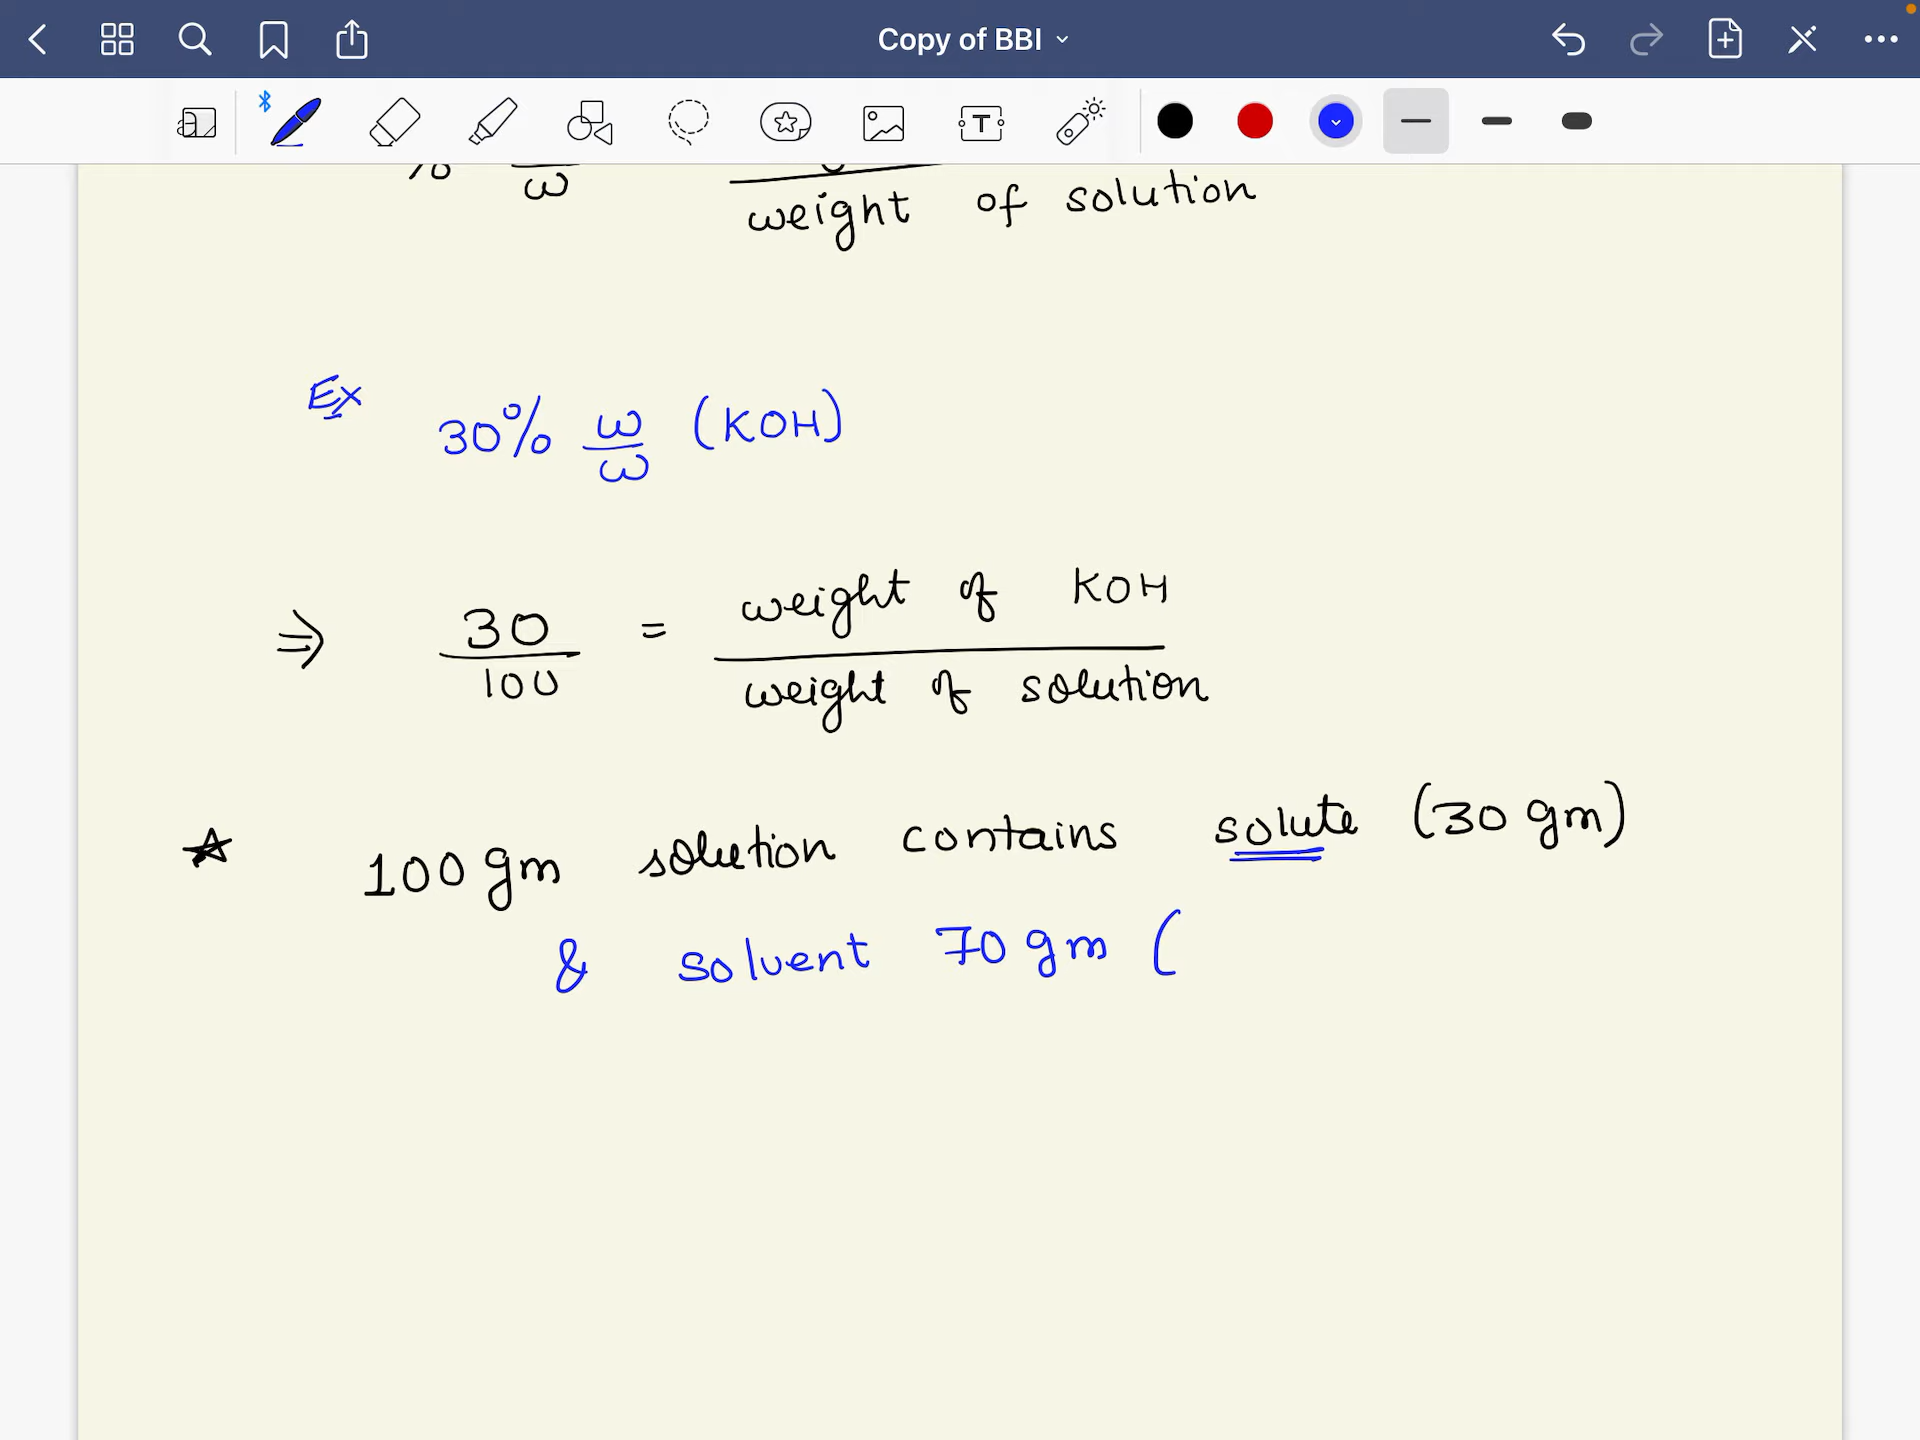 Copy of BBI
% w weight of solution
Ex
30% w/w (KOH)
⇒ 30/100 = weight of KOH / weight of solution
☆ 100 gm solution contains solute (30 gm)
& solvent 70 gm (